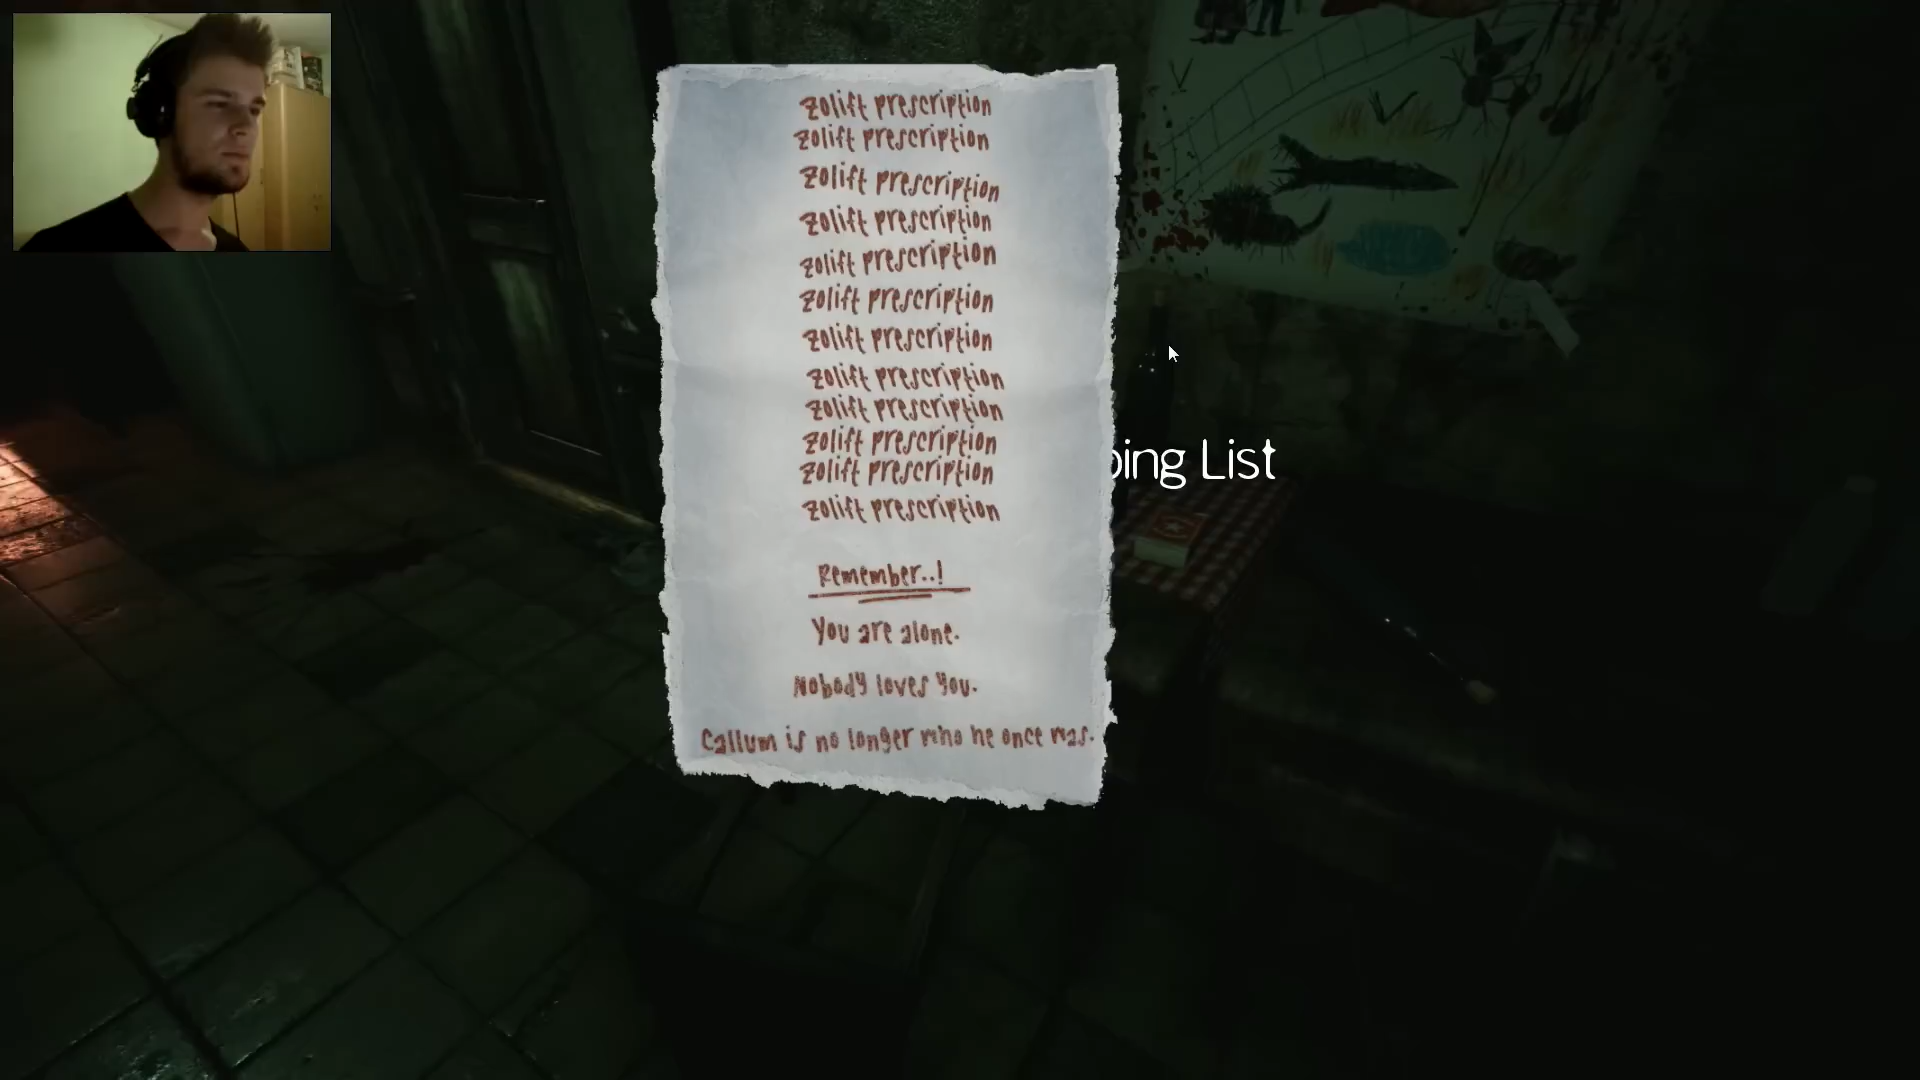 Zolift prescription
Zolift prescription
Zolift prescription
Zolift prescription
Zolift prescription
Zolift prescription
Zolift prescription
Zolift prescription
Zolift prescription
Zolift prescription
Zolift prescription
Zolift prescription
Remember..!
You are alone.
Nobody loves you.
Callum is no longer who he once was.
ping List